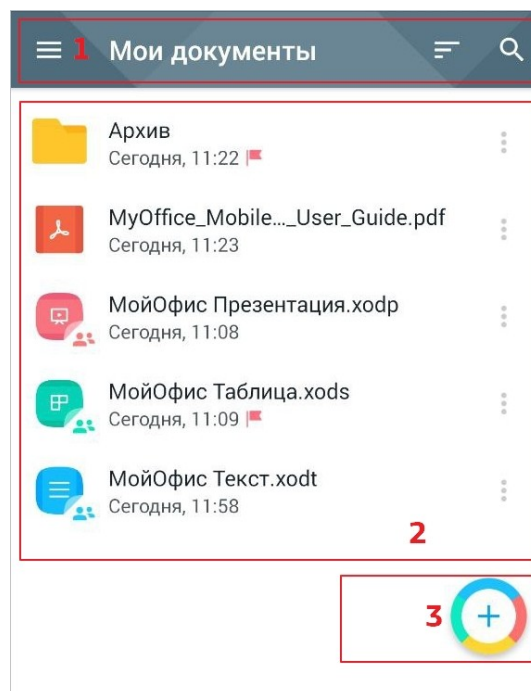 1 Мои документы
Архив
Сегодня, 11:22
MyOffice_Mobile..._User_Guide.pdf
Сегодня, 11:23
МойОфис Презентация.xodp
Сегодня, 11:08
МойОфис Таблица.xods
Сегодня, 11:09
МойОфис Текст.xodt
Сегодня, 11:58
2
3